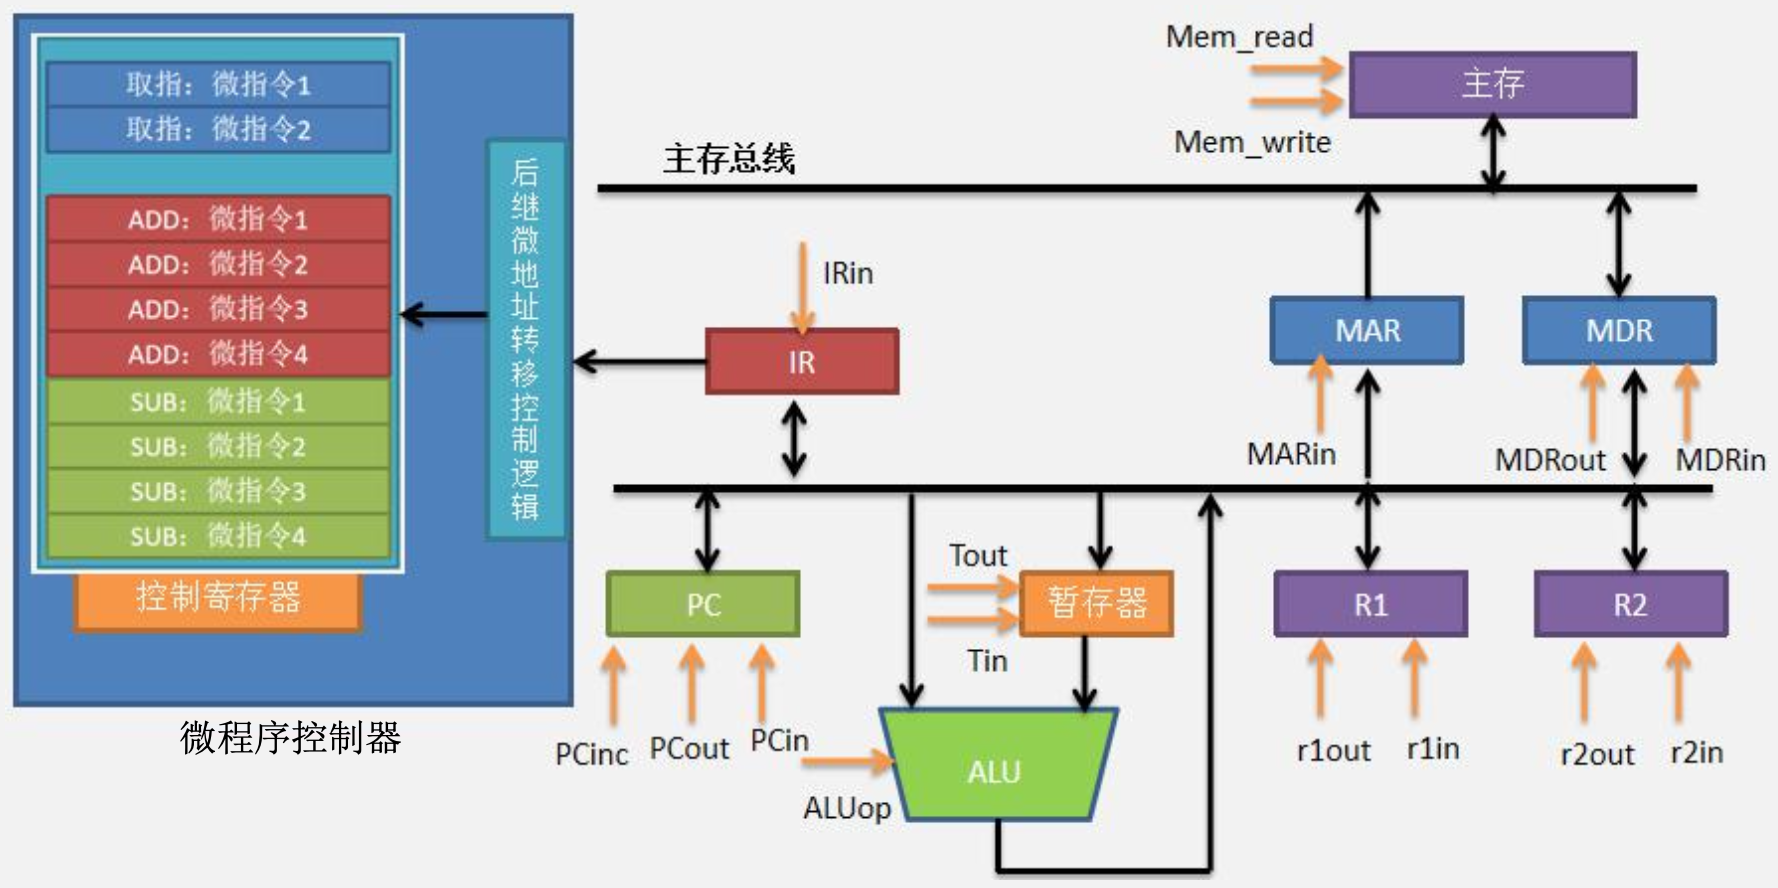 取指：微指令1
取指：微指令2
ADD：微指令1
ADD：微指令2
ADD：微指令3
ADD：微指令4
SUB：微指令1
SUB：微指令2
SUB：微指令3
SUB：微指令4
控制寄存器
后继微地址转移控制逻辑
微程序控制器
Mem_read
主存
Mem_write
主存总线
IRin
IR
MAR
MDR
MARin
MDRout
MDRin
Tout
PC
暂存器
R1
R2
Tin
PCinc
PCout
PCin
r1out
r1in
r2out
r2in
ALU
ALUop